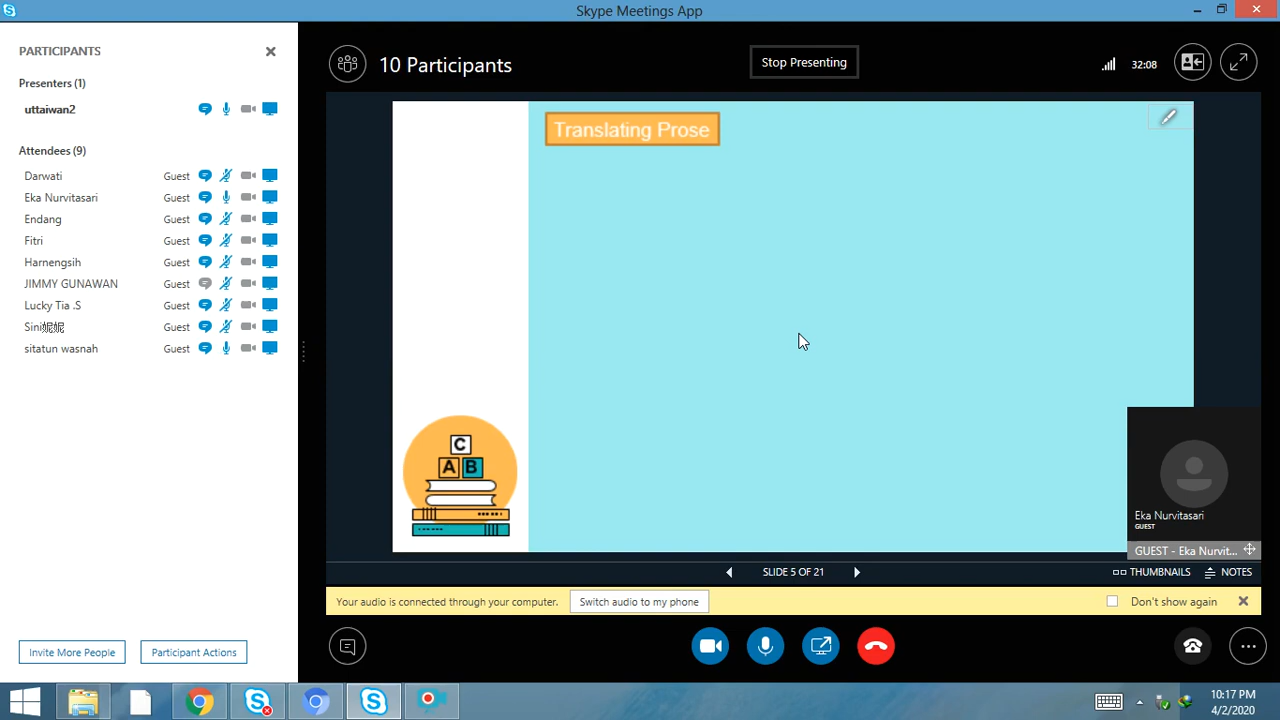 Skype Meetings App
PARTICIPANTS
Presenters (1)
uttaiwan2
Attendees (9)
Darwati Guest
Eka Nurvitasari Guest
Endang Guest
Fitri Guest
Harnengsih Guest
JIMMY GUNAWAN Guest
Lucky Tia .S Guest
Sini妮妮 Guest
sitatun wasnah Guest
Invite More People
Participant Actions
10 Participants
Stop Presenting
32:08
Translating Prose
C
A B
Eka Nurvitasari
GUEST
GUEST - Eka Nurvit...
SLIDE 5 OF 21
THUMBNAILS
NOTES
Your audio is connected through your computer.
Switch audio to my phone
Don't show again
10:17 PM
4/2/2020